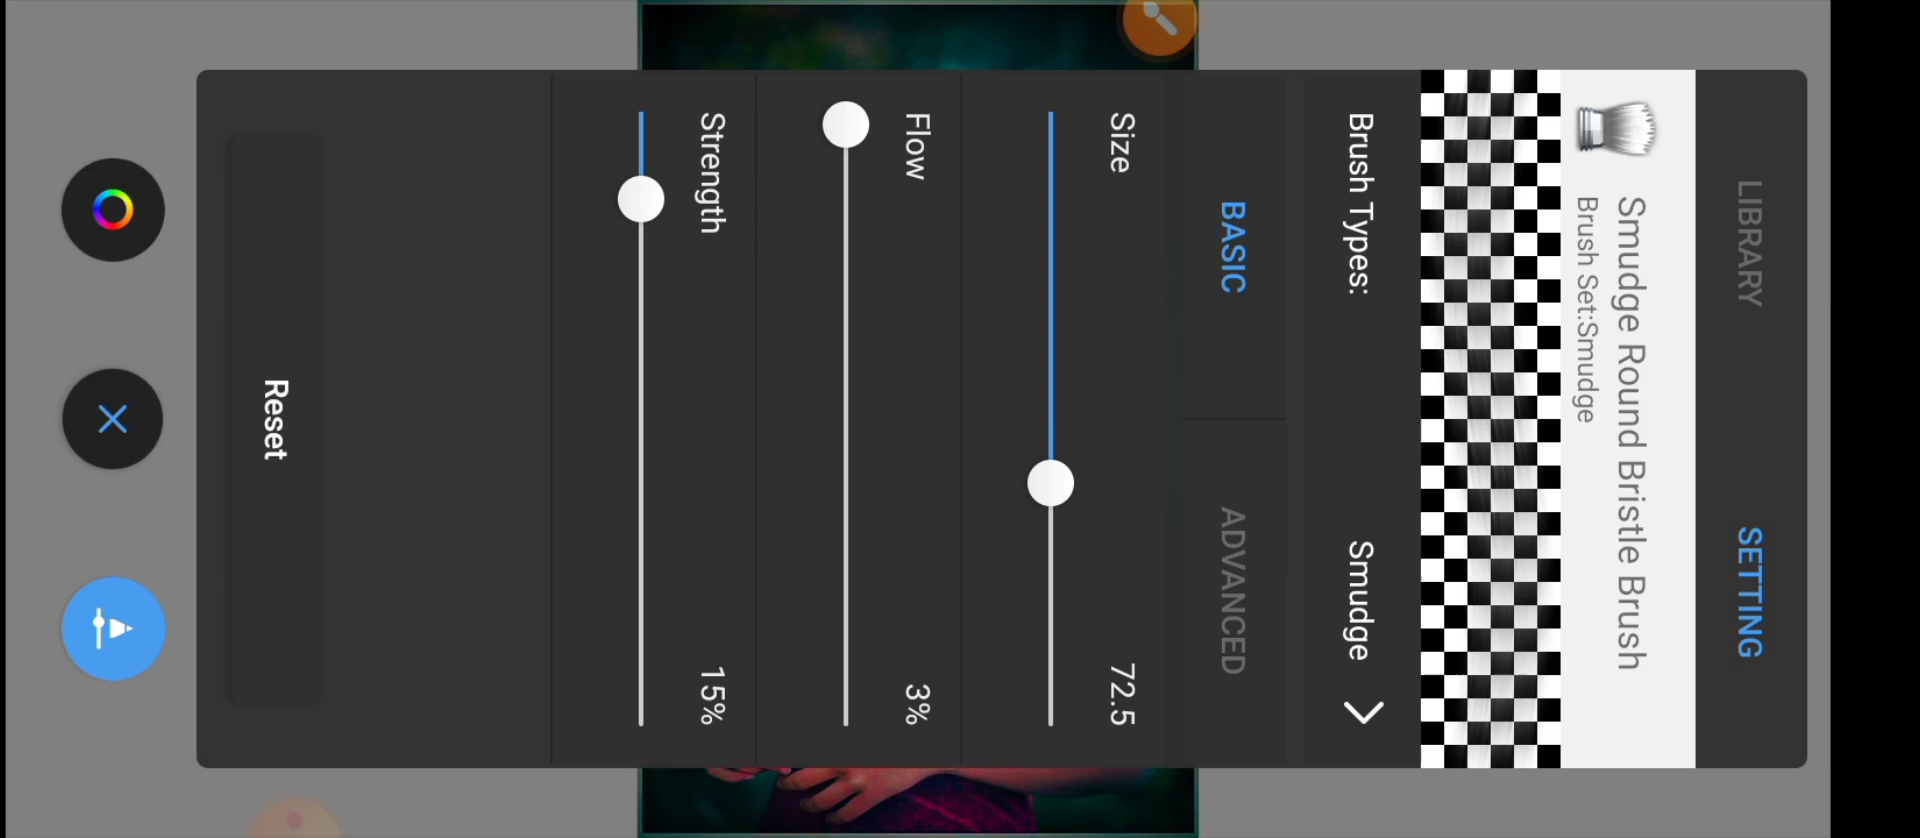 LIBRARY
SETTING
Smudge Round Bristle Brush
Brush Set:Smudge
Brush Types:
Smudge
BASIC
ADVANCED
Size
72.5
Flow
3%
Strength
15%
Reset